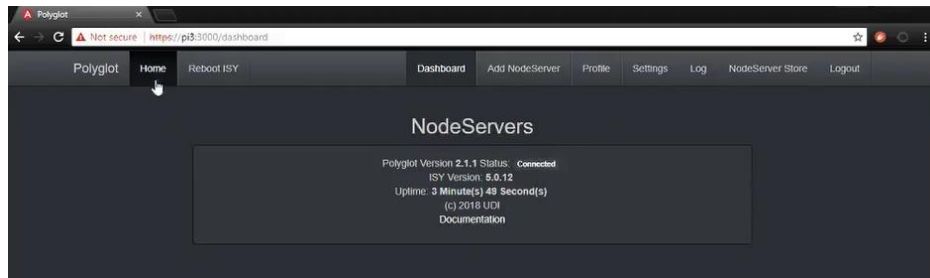 Polyglot
Not secure | https://pi3:3000/dashboard
Polyglot Home Reboot ISY Dashboard Add NodeServer Profile Settings Log NodeServer Store Logout
NodeServers
Polyglot Version 2.1.1 Status: Connected
ISY Version: 5.0.12
Uptime: 3 Minute(s) 49 Second(s)
(c) 2018 UDI
Documentation